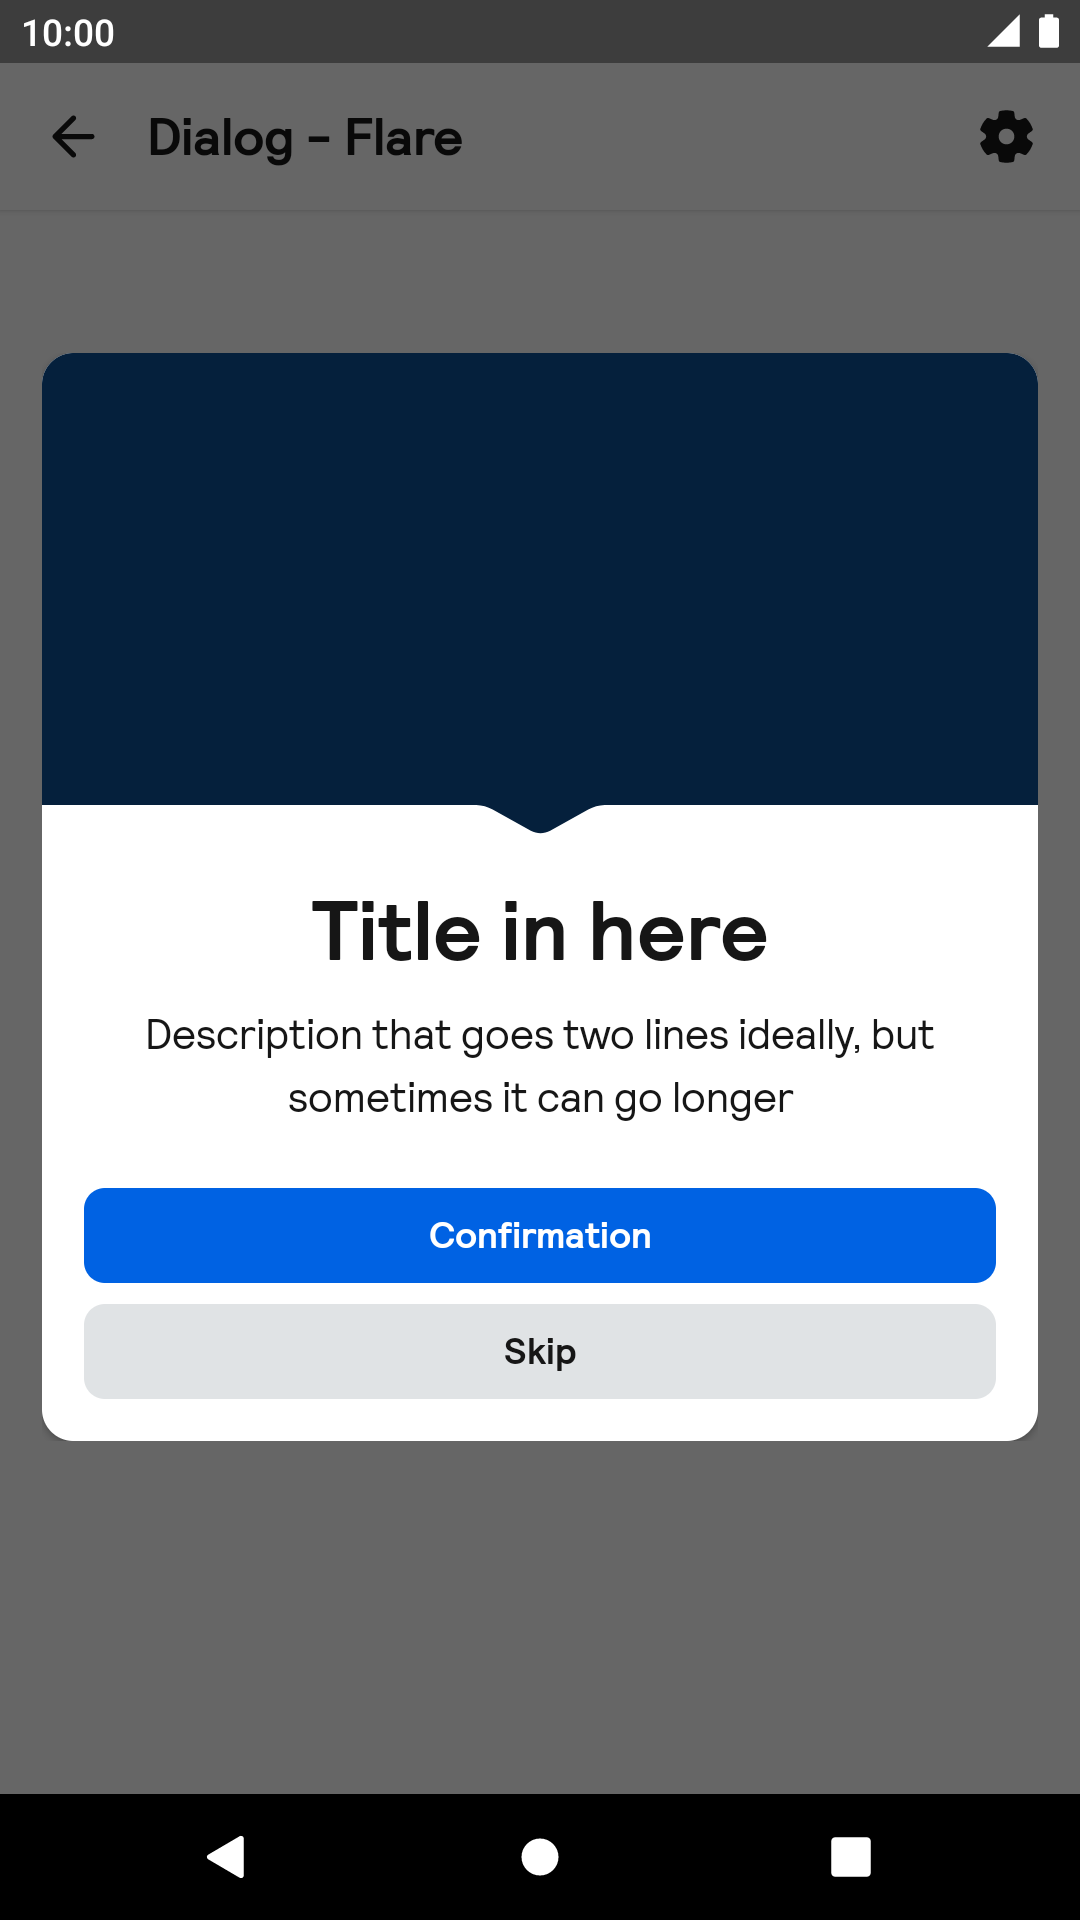 10:00
Dialog - Flare
Title in here
Description that goes two lines ideally, but
sometimes it can go longer
Confirmation
Skip